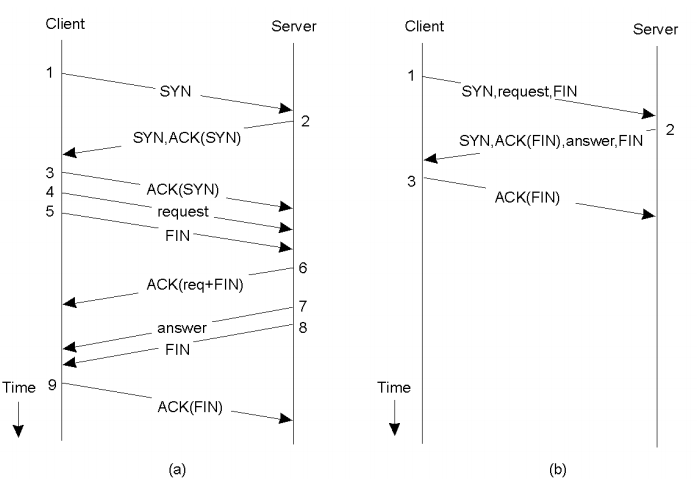 Client
Server
1
SYN
2
SYN,ACK(SYN)
3
ACK(SYN)
4
request
5
FIN
6
ACK(req+FIN)
7
answer
8
FIN
Time
9
ACK(FIN)
(a)
Client
Server
1
SYN,request,FIN
2
SYN,ACK(FIN),answer,FIN
3
ACK(FIN)
Time
(b)